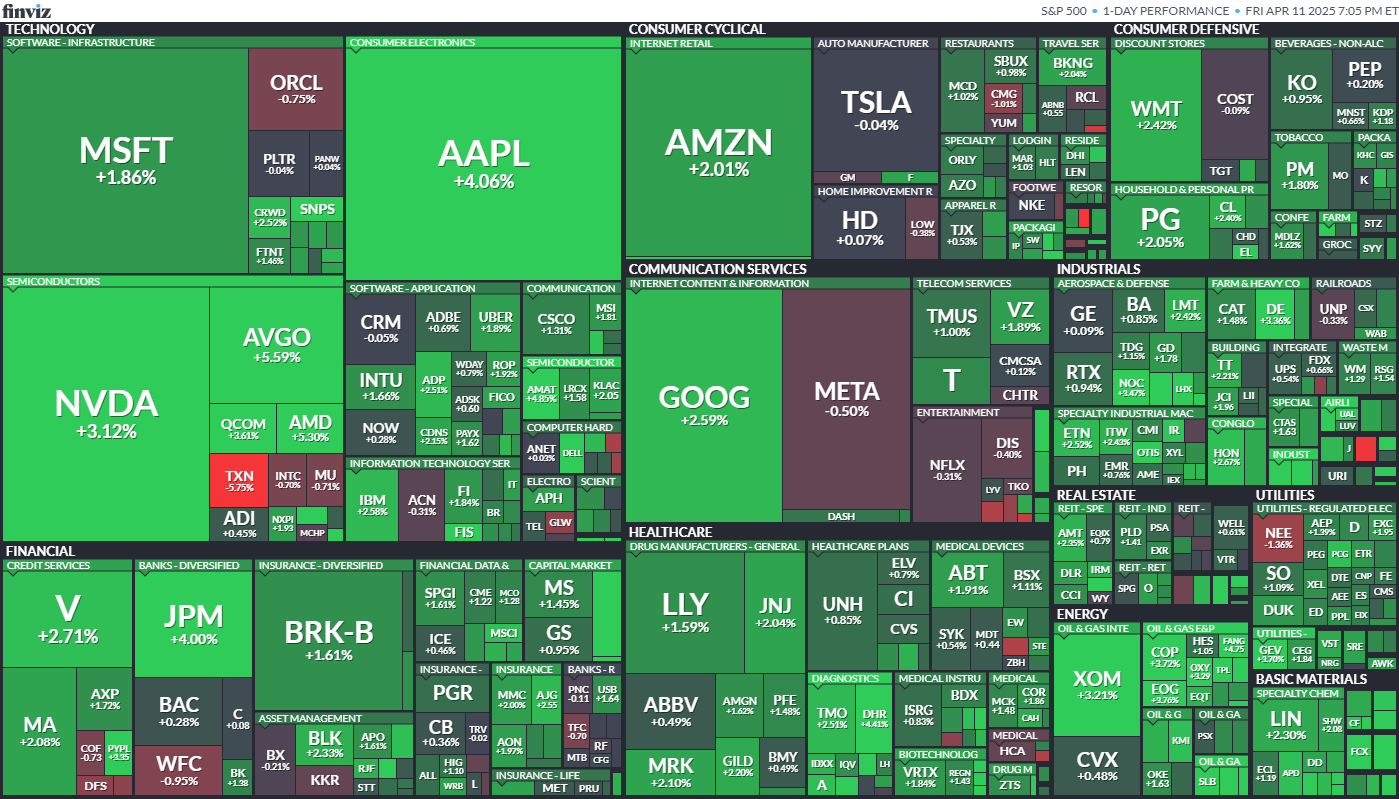 finviz
S&P 500 • 1-DAY PERFORMANCE • FRI APR 11 2025 7:05 PM ET
TECHNOLOGY
SOFTWARE - INFRASTRUCTURE
MSFT
+1.86%
ORCL
-0.75%
PLTR
-0.04%
PANW
+0.04%
CRWD
+2.52%
SNPS
FTNT
+1.46%
CONSUMER ELECTRONICS
AAPL
+4.06%
SEMICONDUCTORS
NVDA
+3.12%
AVGO
+5.59%
QCOM
+3.61%
AMD
+5.30%
TXN
-5.75%
INTC
-0.70%
MU
-0.71%
ADI
+0.45%
NXPI
+1.93
MCHP
SOFTWARE - APPLICATION
CRM
-0.05%
ADBE
+0.69%
UBER
+1.89%
INTU
+1.66%
ADP
+2.51%
WDAY
+0.79%
ROP
+1.92%
ADSK
+0.60
FICO
NOW
+0.28%
CDNS
+2.15%
PAYX
+1.62
COMMUNICATION
CSCO
+1.31%
MSI
+1.81
SEMICONDUCTOR
AMAT
+4.85%
LRCX
+1.58
KLAC
+2.05
COMPUTER HARD
ANET
+0.03%
DELL
INFORMATION TECHNOLOGY SER
IBM
+2.58%
ACN
-0.31%
FI
+1.84%
IT
BR
FIS
ELECTRO
APH
TEL
GLW
SCIENT
CONSUMER CYCLICAL
INTERNET RETAIL
AMZN
+2.01%
AUTO MANUFACTURER
TSLA
-0.04%
GM
F
HOME IMPROVEMENT R
HD
+0.07%
LOW
-0.38%
RESTAURANTS
MCD
+1.02%
SBUX
+0.98%
CMG
-1.01%
YUM
TRAVEL SER
BKNG
+2.04%
ABNB
+0.55
RCL
SPECIALTY
ORLY
AZO
LODGIN
MAR
+1.03
HLT
RESIDE
DHI
LEN
APPAREL R
TJX
+0.53%
FOOTWE
NKE
RESOR
PACKAGI
IP
SW
CONSUMER DEFENSIVE
DISCOUNT STORES
WMT
+2.42%
COST
-0.09%
TGT
BEVERAGES - NON-ALC
KO
+0.95%
PEP
+0.20%
MNST
+0.66%
KDP
+1.18
TOBACCO
PM
+1.80%
MO
PACKA
KHC
GIS
K
HOUSEHOLD & PERSONAL PR
PG
+2.05%
CL
+2.40%
CHD
EL
CONFE
MDLZ
+1.62%
FARM
GROC
STZ
SYY
COMMUNICATION SERVICES
INTERNET CONTENT & INFORMATION
GOOG
+2.59%
META
-0.50%
DASH
TELECOM SERVICES
TMUS
+1.00%
VZ
+1.89%
T
CMCSA
+0.12%
CHTR
ENTERTAINMENT
NFLX
-0.31%
DIS
-0.40%
LYV
TKO
INDUSTRIALS
AEROSPACE & DEFENSE
GE
+0.09%
BA
+0.85%
LMT
+2.42%
RTX
+0.94%
TDG
+1.15%
GD
+1.78
NOC
+3.47%
LHX
FARM & HEAVY CO
CAT
+1.48%
DE
+3.36%
RAILROADS
UNP
-0.33%
CSX
WAB
BUILDING
TT
+2.21%
JCI
+1.96
LII
INTEGRATE
UPS
+0.54%
FDX
+0.66%
WASTE M
WM
+1.29
RSG
+1.54
SPECIALTY INDUSTRIAL MAC
ETN
+2.52%
ITW
+2.43%
CMI
IR
OTIS
XYL
PH
EMR
+0.76%
AME
IEX
SPECIAL
CTAS
+1.63
AIRLI
UAL
LUV
CONGLO
HON
+2.67%
INDUST
J
URI
FINANCIAL
CREDIT SERVICES
V
+2.71%
MA
+2.08%
AXP
+1.72%
COF
-0.73
PYPL
+3.35
DFS
BANKS - DIVERSIFIED
JPM
+4.00%
BAC
+0.28%
C
+0.08
WFC
-0.95%
BK
+1.38
INSURANCE - DIVERSIFIED
BRK-B
+1.61%
ASSET MANAGEMENT
BX
-0.21%
BLK
+2.33%
APO
+1.61%
KKR
RJF
STT
FINANCIAL DATA &
SPGI
+1.61%
CME
+1.22
MCO
+1.28
ICE
+0.46%
MSCI
CAPITAL MARKET
MS
+1.45%
GS
+0.95%
INSURANCE -
PGR
CB
+0.36%
TRV
-0.02
ALL
HIG
+1.10
WRB
L
INSURANCE
MMC
+2.00%
AJG
+2.55
AON
+1.97%
BANKS - R
PNC
-0.11
USB
+1.64
TFC
-0.70
RF
MTB
CFG
INSURANCE - LIFE
MET
PRU
HEALTHCARE
DRUG MANUFACTURERS - GENERAL
LLY
+1.59%
JNJ
+2.04%
ABBV
+0.49%
AMGN
+1.62%
PFE
+1.48%
MRK
+2.10%
GILD
+2.20%
BMY
+0.49%
HEALTHCARE PLANS
UNH
+0.85%
ELV
+0.79%
CI
CVS
MEDICAL DEVICES
ABT
+1.91%
BSX
+1.11%
SYK
+0.54%
MDT
+0.44
EW
STE
ZBH
DIAGNOSTICS
TMO
+2.51%
DHR
+4.41%
IDXX
IQV
LH
A
MEDICAL INSTRU
ISRG
+0.83%
BDX
MEDICAL
MCK
+1.48
COR
+1.86
CAH
MEDICAL
HCA
BIOTECHNOLOG
VRTX
+1.84%
REGN
+1.43
DRUG M
ZTS
REAL ESTATE
REIT - SPE
AMT
+2.35%
EQIX
+0.79
DLR
IRM
CCI
WY
REIT - IND
PLD
+1.41
PSA
EXR
REIT - RET
SPG
O
REIT -
WELL
+0.61%
VTR
ENERGY
OIL & GAS INTE
XOM
+3.21%
CVX
+0.48%
OIL & GAS E&P
COP
+3.72%
HES
+1.05
FANG
+4.75
OXY
+3.29
TPL
EOG
+3.76%
EQT
OIL & G
KMI
OKE
+1.63
OIL & GA
PSX
OIL & GA
SLB
UTILITIES
UTILITIES - REGULATED ELEC
NEE
-1.36%
AEP
+1.39%
D
EXC
+1.95
SO
+1.09%
PEG
PCG
ETR
XEL
DTE
CNP
FE
AEE
ES
CMS
DUK
ED
PPL
EIX
UTILITIES -
GEV
+3.70%
CEG
+1.84
VST
NRG
SRE
AWK
BASIC MATERIALS
SPECIALTY CHEM
LIN
+2.30%
SHW
+2.08
ECL
+1.19
APD
DD
CF
FCX